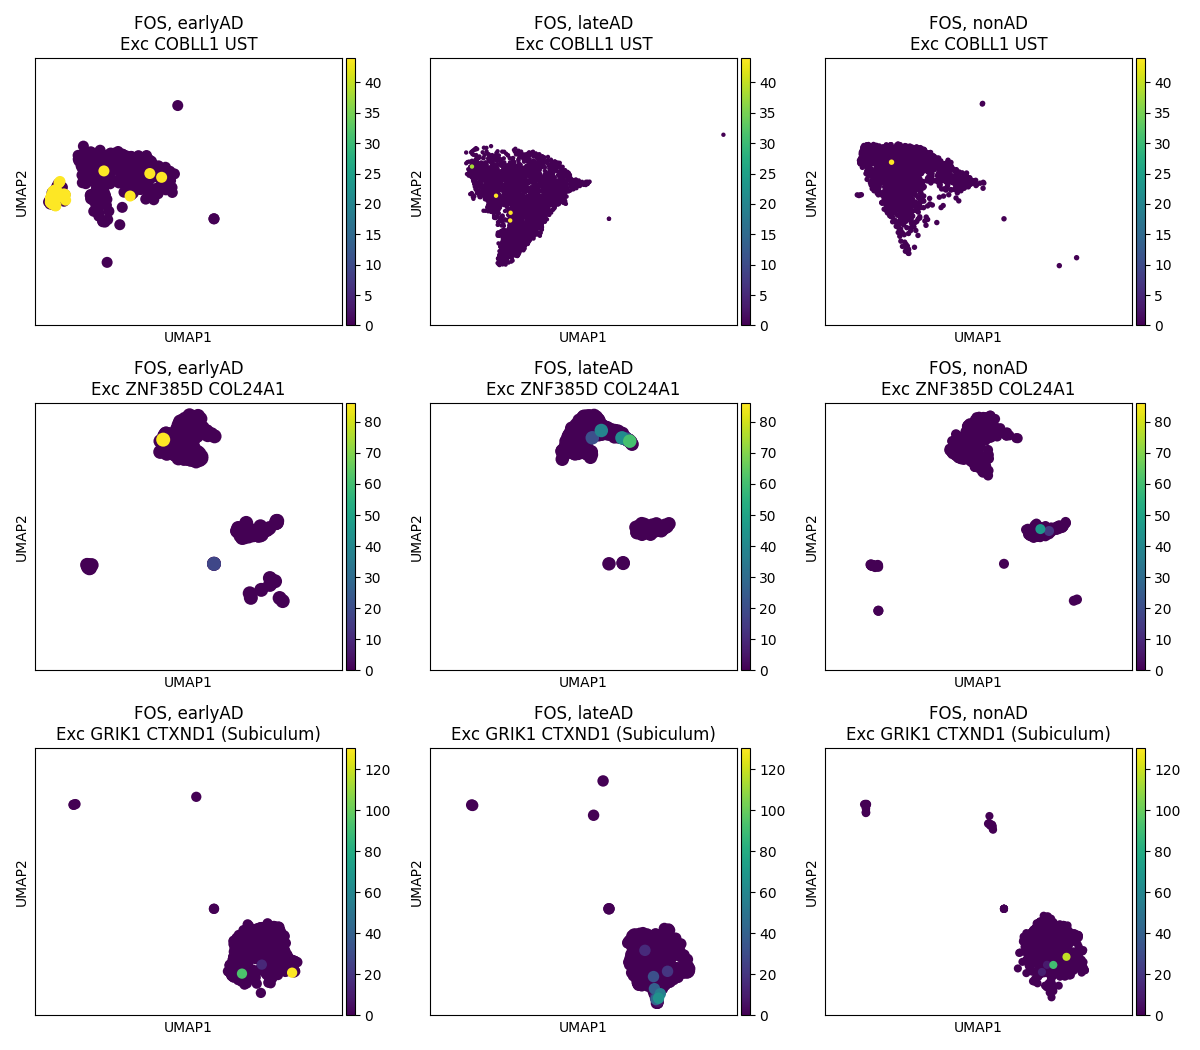 FOS, earlyAD
Exc COBLL1 UST
FOS, lateAD
Exc COBLL1 UST
FOS, nonAD
Exc COBLL1 UST
UMAP2
UMAP1
0
5
10
15
20
25
30
35
40
UMAP2
UMAP1
0
5
10
15
20
25
30
35
40
UMAP2
UMAP1
0
5
10
15
20
25
30
35
40
FOS, earlyAD
Exc ZNF385D COL24A1
FOS, lateAD
Exc ZNF385D COL24A1
FOS, nonAD
Exc ZNF385D COL24A1
UMAP2
UMAP1
0
10
20
30
40
50
60
70
80
UMAP2
UMAP1
0
10
20
30
40
50
60
70
80
UMAP2
UMAP1
0
10
20
30
40
50
60
70
80
FOS, earlyAD
Exc GRIK1 CTXND1 (Subiculum)
FOS, lateAD
Exc GRIK1 CTXND1 (Subiculum)
FOS, nonAD
Exc GRIK1 CTXND1 (Subiculum)
UMAP2
UMAP1
0
20
40
60
80
100
120
UMAP2
UMAP1
0
20
40
60
80
100
120
UMAP2
UMAP1
0
20
40
60
80
100
120